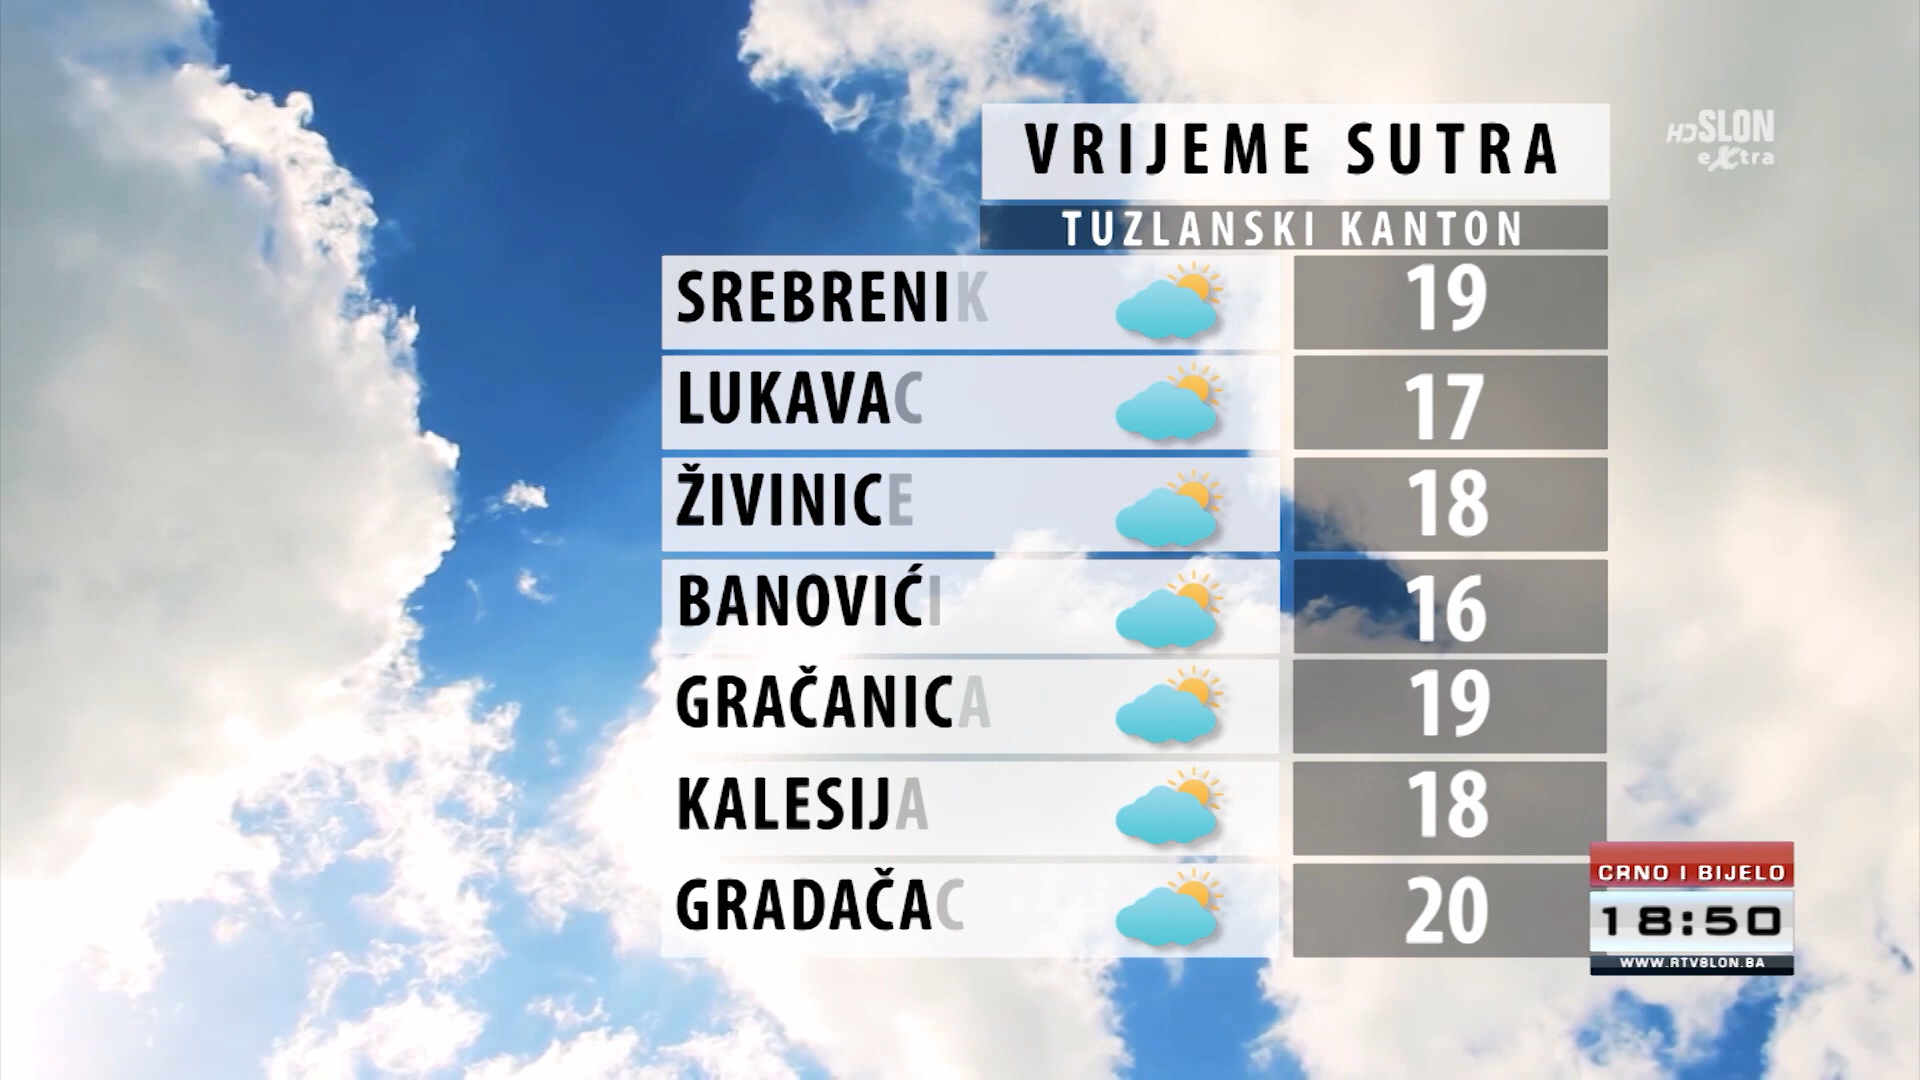 VRIJEME SUTRA
HD SLON
eXtra
TUZLANSKI KANTON
SREBRENIK 19
LUKAVAC 17
ŽIVINICE 18
BANOVIĆI 16
GRAČANICA 19
KALESIJA 18
GRADAČAC 20
CRNO I BIJELO
18:50
WWW.RTVSLON.BA